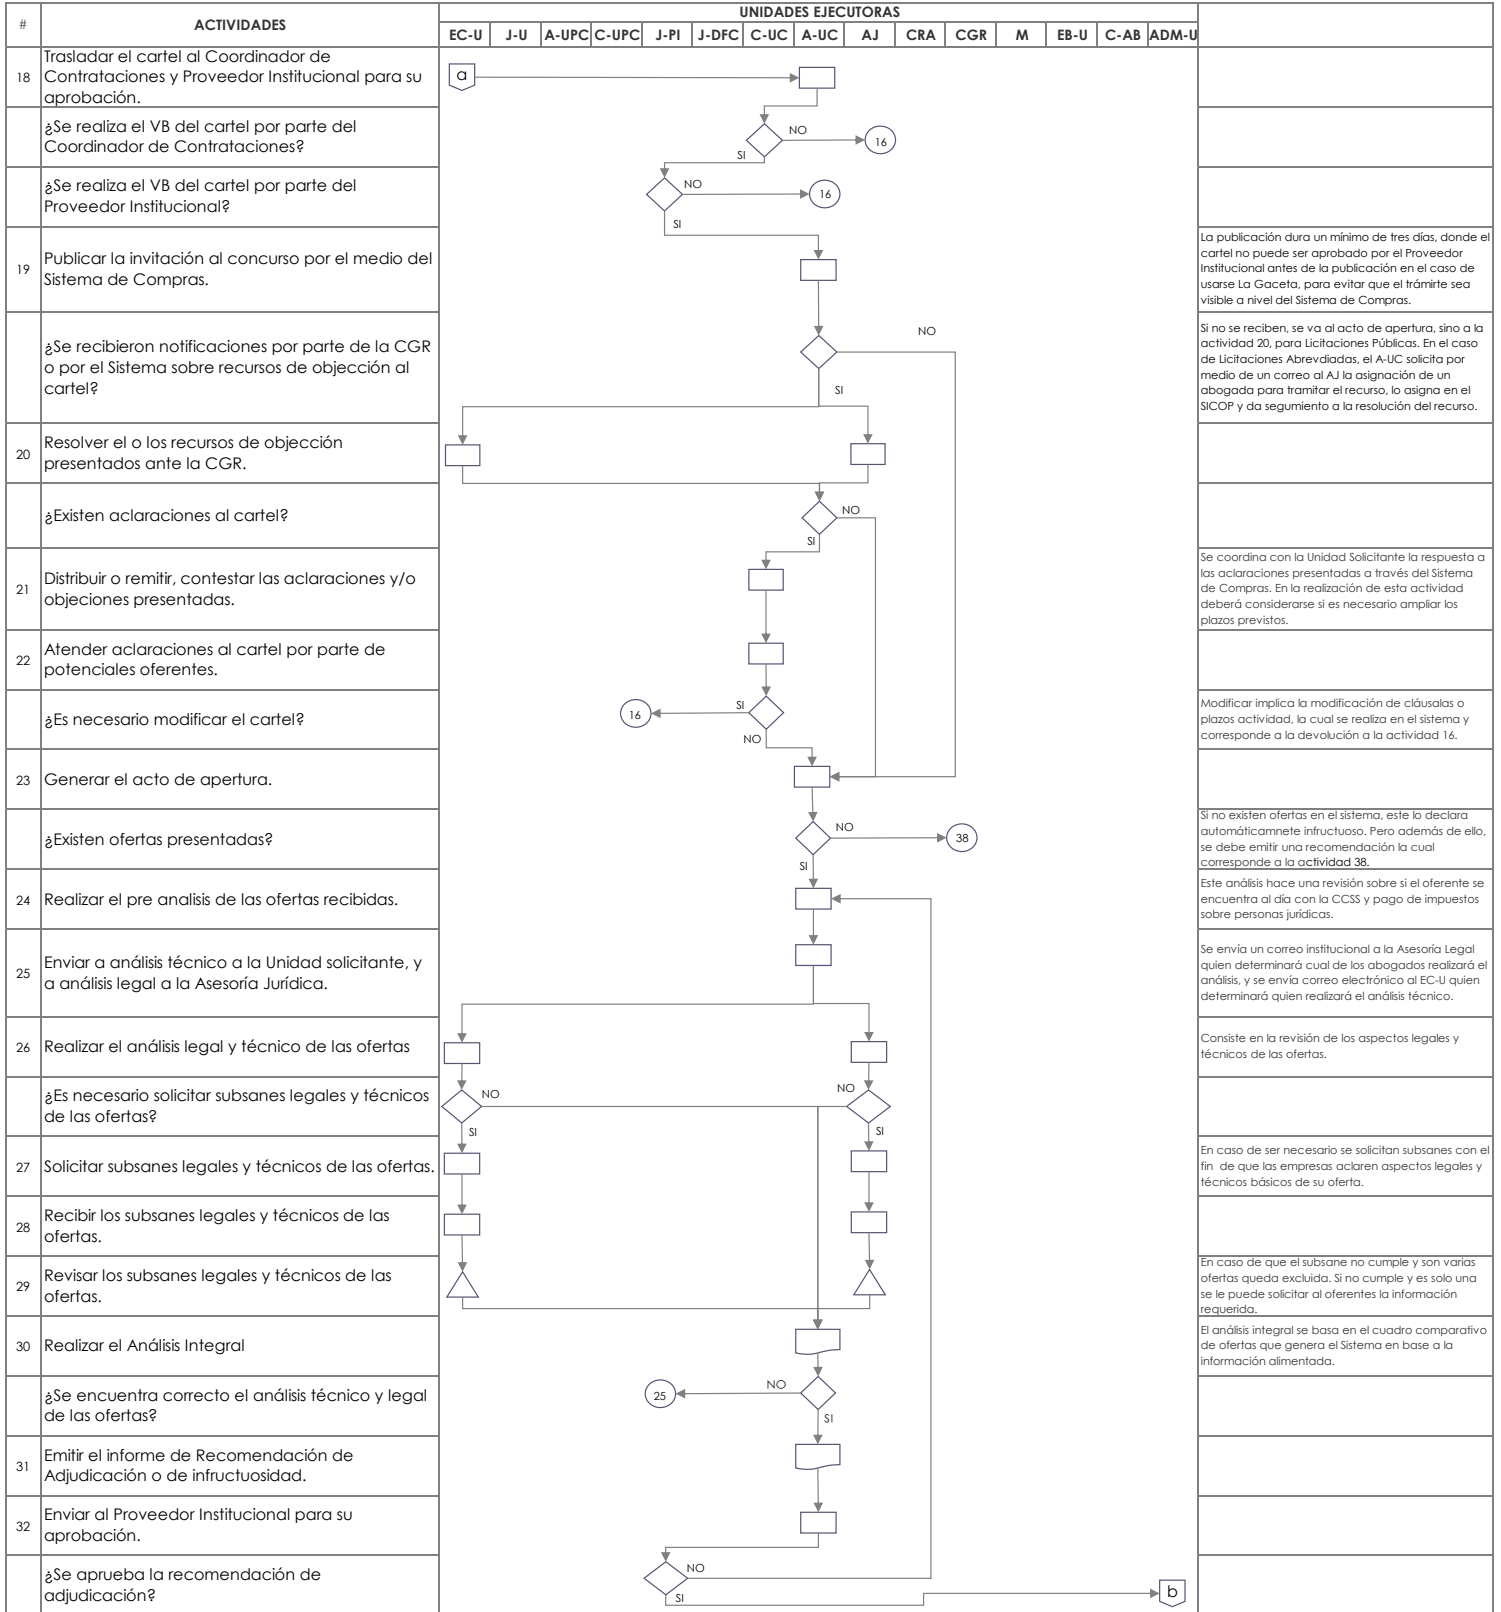 #
ACTIVIDADES
UNIDADES EJECUTORAS
EC-U J-U A-UPC C-UPC J-PI J-DFC C-UC A-UC AJ CRA CGR M EB-U C-AB ADM-U
18
Trasladar el cartel al Coordinador de
Contrataciones y Proveedor Institucional para su
aprobación.
a
¿Se realiza el VB del cartel por parte del
Coordinador de Contrataciones?
NO
16
SI
¿Se realiza el VB del cartel por parte del
Proveedor Institucional?
NO
16
SI
19
Publicar la invitación al concurso por el medio del
Sistema de Compras.
La publicación dura un mínimo de tres días, donde el
cartel no puede ser aprobado por el Proveedor
Institucional antes de la publicación en el caso de
usarse La Gaceta, para evitar que el trámirte sea
visible a nivel del Sistema de Compras.
¿Se recibieron notificaciones por parte de la CGR
o por el Sistema sobre recursos de objeción al
cartel?
NO
SI
Si no se reciben, se va al acto de apertura, sino a la
actividad 20, para Licitaciones Públicas. En el caso
de Licitaciones Abrevdiadas, el A-UC solicita por
medio de un correo al AJ la asignación de un
abogada para tramitar el recurso, lo asigna en el
SICOP y da segumiento a la resolución del recurso.
20
Resolver el o los recursos de objección
presentados ante la CGR.
¿Existen aclaraciones al cartel?
NO
SI
21
Distribuir o remitir, contestar las aclaraciones y/o
objeciones presentadas.
Se coordina con la Unidad Solicitante la respuesta a
las aclaraciones presentadas a través del Sistema
de Compras. En la realización de esta actividad
deberá considerarse si es necesario ampliar los
plazos previstos.
22
Atender aclaraciones al cartel por parte de
potenciales oferentes.
¿Es necesario modificar el cartel?
16
SI
NO
Modificar implica la modificación de cláusalas o
plazos actividad, la cual se realiza en el sistema y
corresponde a la devolución a la actividad 16.
23
Generar el acto de apertura.
¿Existen ofertas presentadas?
NO
38
SI
Si no existen ofertas en el sistema, este lo declara
automáticamnete infructuoso. Pero además de ello,
se debe emitir una recomendación la cual
corresponde a la actividad 38.
24
Realizar el pre analisis de las ofertas recibidas.
Este análisis hace una revisión sobre si el oferente se
encuentra al día con la CCSS y pago de impuestos
sobre personas jurídicas.
25
Enviar a análisis técnico a la Unidad solicitante, y
a análisis legal a la Asesoría Jurídica.
Se envía un correo institucional a la Asesoría Legal
quien determinará cual de los abogados realizará el
análisis, y se envía correo electrónico al EC-U quien
determinará quien realizará el análisis técnico.
26
Realizar el análisis legal y técnico de las ofertas
Consiste en la revisión de los aspectos legales y
técnicos de las ofertas.
¿Es necesario solicitar subsanes legales y técnicos
de las ofertas?
NO
NO
SI
SI
27
Solicitar subsanes legales y técnicos de las ofertas.
En caso de ser necesario se solicitan subsanes con el
fin  de que las empresas aclaren aspectos legales y
técnicos básicos de su oferta.
28
Recibir los subsanes legales y técnicos de las
ofertas.
29
Revisar los subsanes legales y técnicos de las
ofertas.
En caso de que el subsane no cumple y son varias
ofertas queda excluida. Si no cumple y es solo una
se le puede solicitar al oferentes la información
requerida.
30
Realizar el Análisis Integral
El análisis integral se basa en el cuadro comparativo
de ofertas que genera el Sistema en base a la
información alimentada.
¿Se encuentra correcto el análisis técnico y legal
de las ofertas?
25
NO
SI
31
Emitir el informe de Recomendación de
Adjudicación o de infructuosidad.
32
Enviar al Proveedor Institucional para su
aprobación.
¿Se aprueba la recomendación de
adjudicación?
NO
SI
b